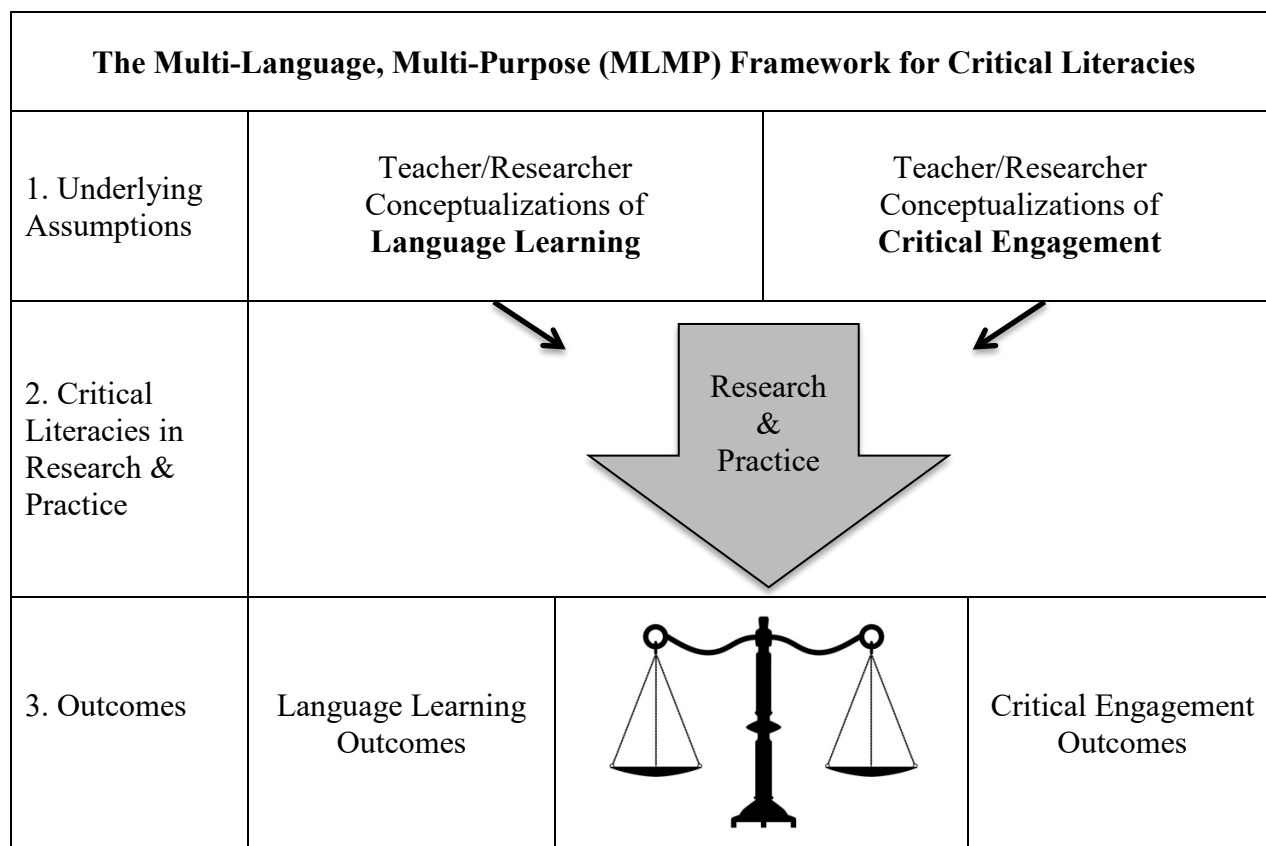 The Multi-Language, Multi-Purpose (MLMP) Framework for Critical Literacies
1. Underlying
Assumptions
Teacher/Researcher
Conceptualizations of
Language Learning
Teacher/Researcher
Conceptualizations of
Critical Engagement
2. Critical
Literacies in
Research &
Practice
Research
&
Practice
3. Outcomes
Language Learning
Outcomes
Critical Engagement
Outcomes